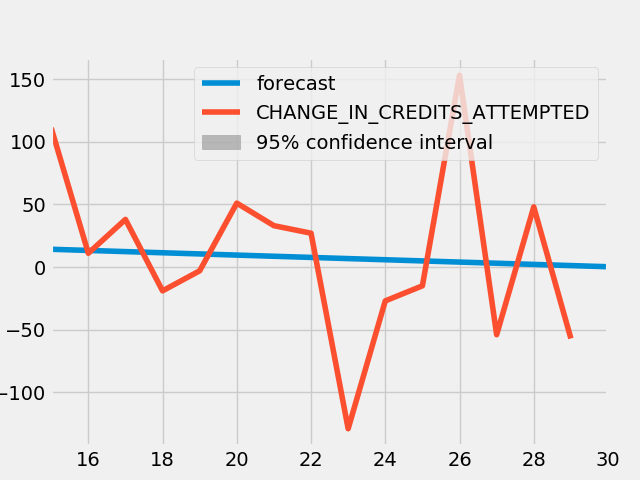 forecast
CHANGE_IN_CREDITS_ATTEMPTED
95% confidence interval
150
100
50
0
−50
−100
16 18 20 22 24 26 28 30